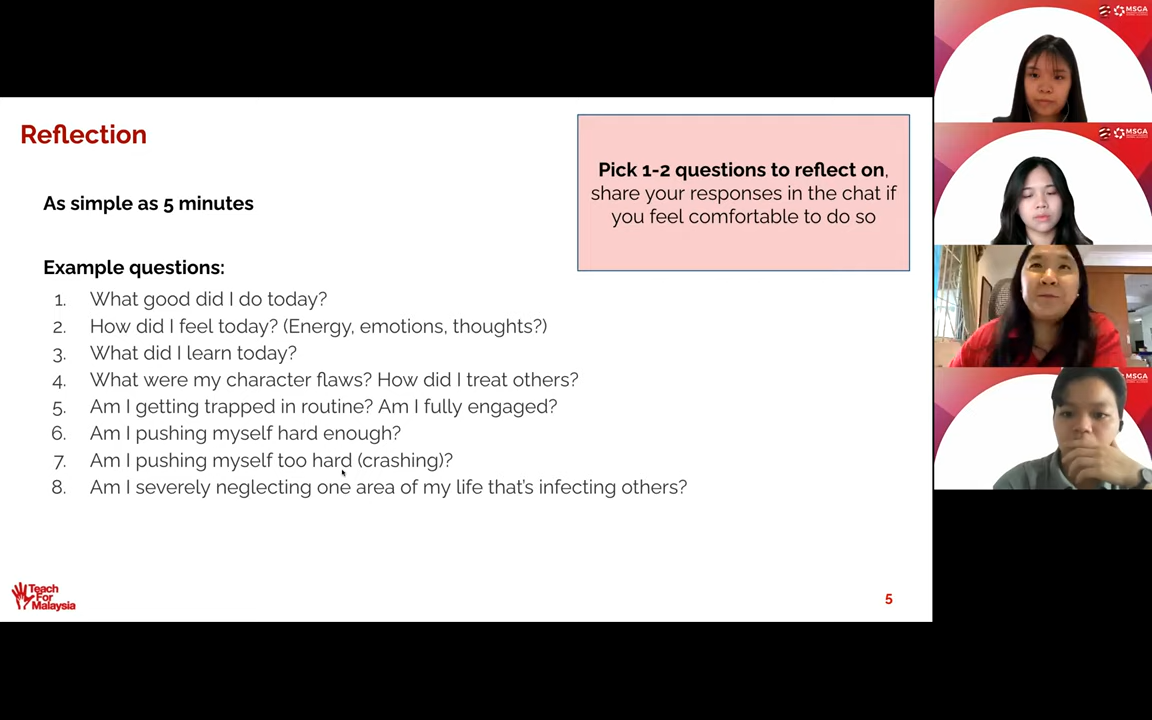 Reflection
As simple as 5 minutes
Pick 1-2 questions to reflect on,
share your responses in the chat if
you feel comfortable to do so
Example questions:
1. What good did I do today?
2. How did I feel today? (Energy, emotions, thoughts?)
3. What did I learn today?
4. What were my character flaws? How did I treat others?
5. Am I getting trapped in routine? Am I fully engaged?
6. Am I pushing myself hard enough?
7. Am I pushing myself too hard (crashing)?
8. Am I severely neglecting one area of my life that's infecting others?
Teach
For
Malaysia
5
MSGA
MSGA
MSGA